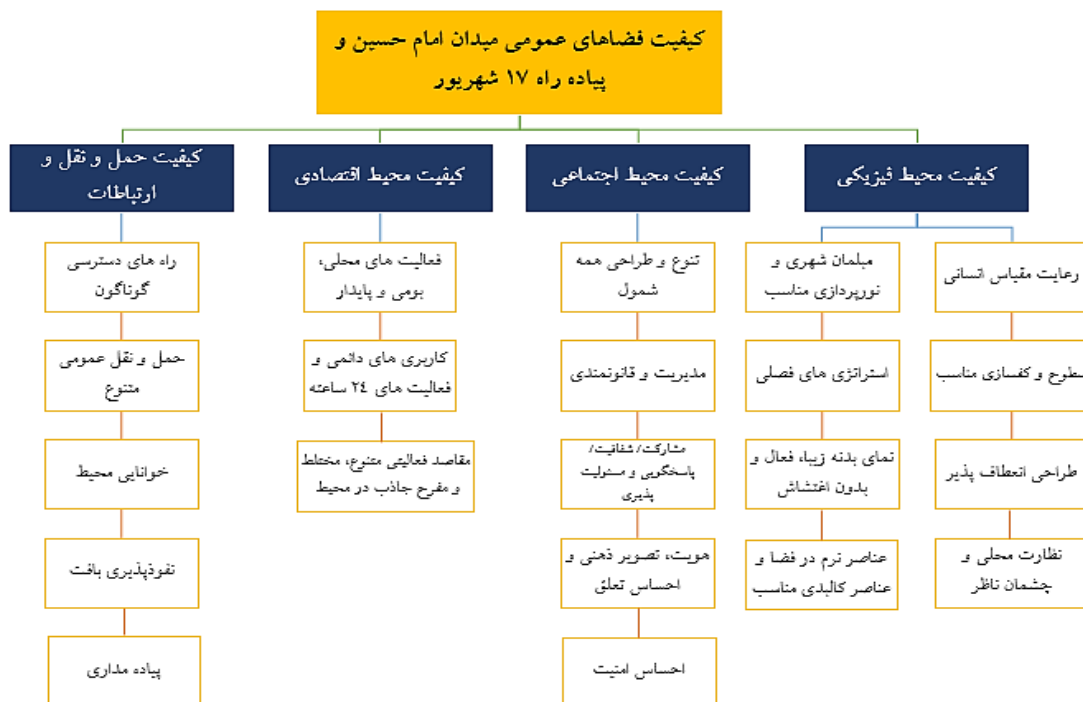 کیفیت فضاهای عمومی میدان امام حسین و
پیاده راه ۱۷ شهریور
کیفیت محیط فیزیکی
رعایت مقیاس انسانی
سطوح و کفسازی مناسب
طراحی انعطاف پذیر
نظارت محلی و
چشمان ناظر
مبلمان شهری و
نورپردازی مناسب
استراتژی های فصلی
نمای بدنه زیبا، فعال و
بدون اغتشاش
عناصر نرم در فضا و
عناصر کالبدی مناسب
کیفیت محیط اجتماعی
تنوع و طراحی همه
شمول
مدیریت و قانونمندی
مشارکت/ شفافیت/
پاسخگویی و مسئولیت
پذیری
هویت، تصویر ذهنی و
احساس تعلق
احساس امنیت
کیفیت محیط اقتصادی
فعالیت های محلی،
بومی و پایدار
کاربری های دائمی و
فعالیت های ۲٤ ساعته
مقاصد فعالیتی متنوع، مختلط
و مفرح جاذب در محیط
کیفیت حمل و نقل و
ارتباطات
راه های دسترسی
گوناگون
حمل و نقل عمومی
متنوع
خوانایی محیط
نفوذپذیری بافت
پیاده مداری